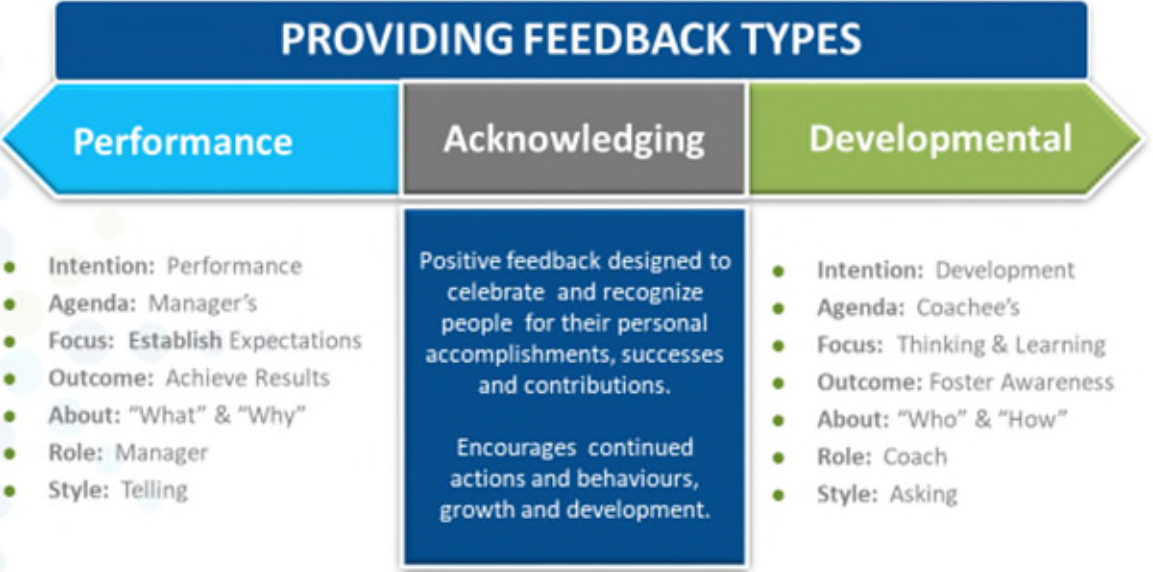 PROVIDING FEEDBACK TYPES
Performance
Acknowledging
Developmental
Intention: Performance
Agenda: Manager's
Focus: Establish Expectations
Outcome: Achieve Results
About: "What" & "Why"
Role: Manager
Style: Telling
Positive feedback designed to
celebrate and recognize
people for their personal
accomplishments, successes
and contributions.
Encourages continued
actions and behaviours,
growth and development.
Intention: Development
Agenda: Coachee's
Focus: Thinking & Learning
Outcome: Foster Awareness
About: "Who" & "How"
Role: Coach
Style: Asking